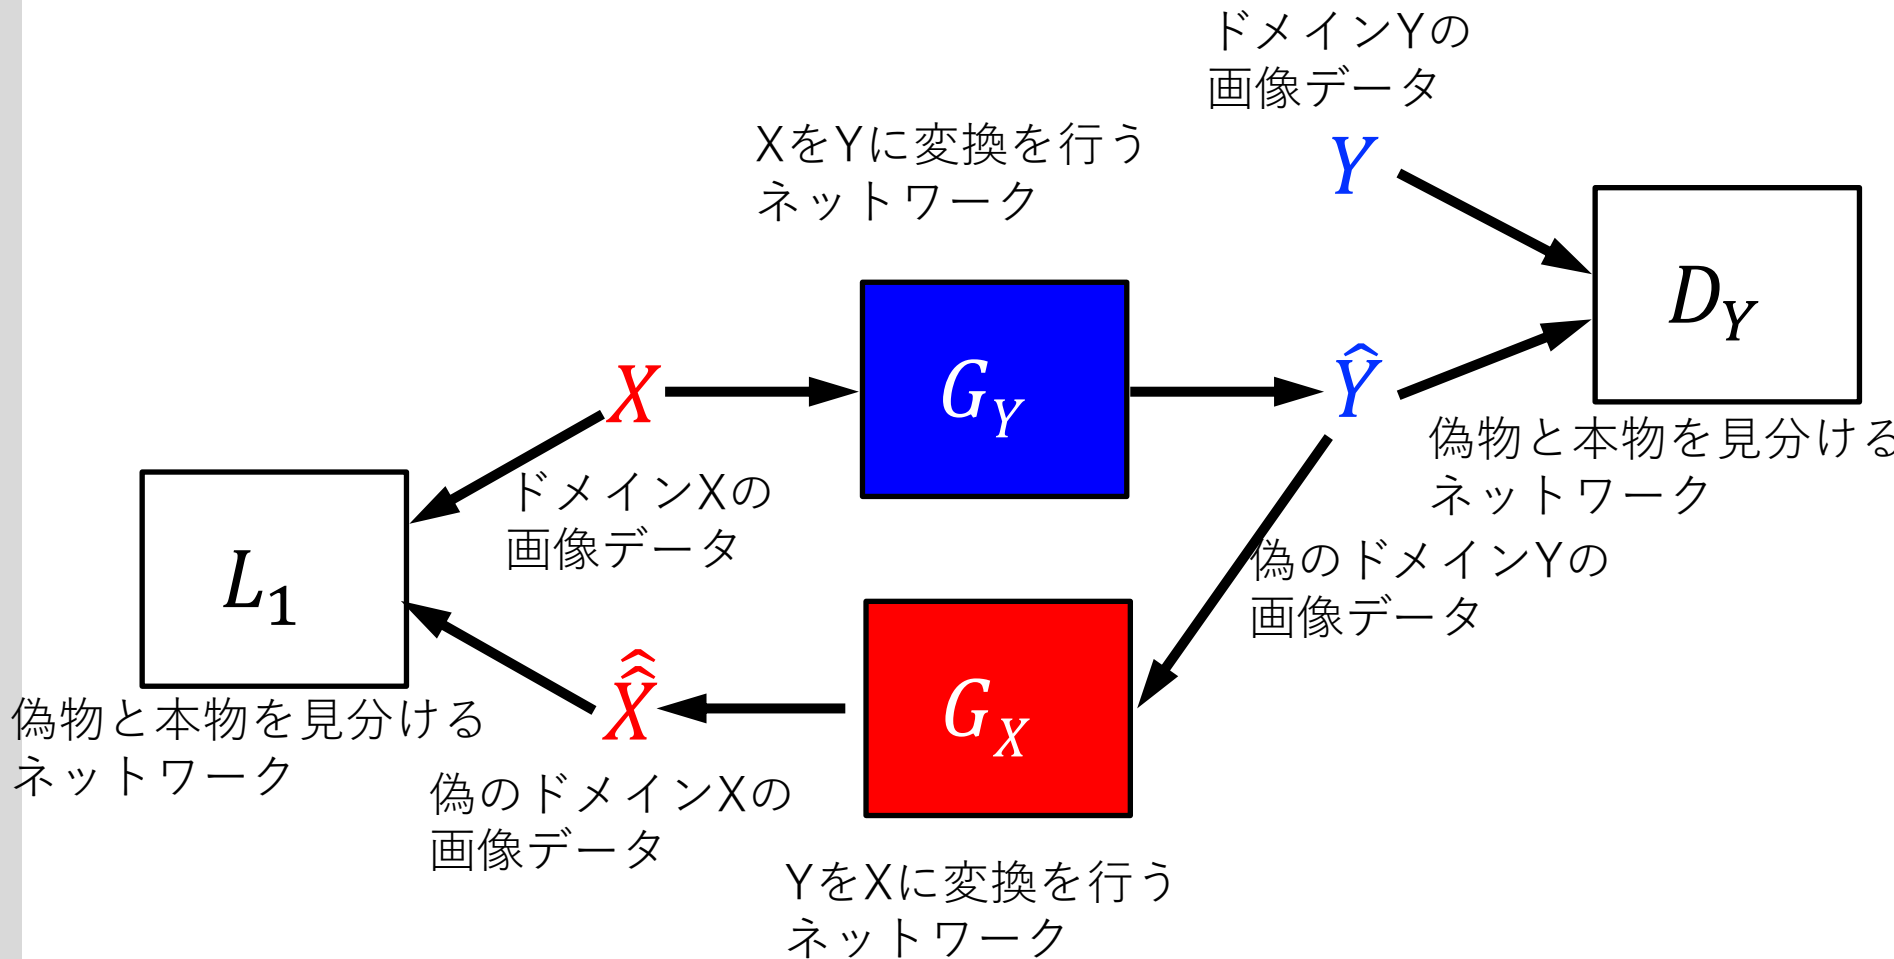 ドメインYの
画像データ
XをYに変換を行う
ネットワーク
Y
D_Y
G_Y
X
Ŷ
偽物と本物を見分ける
ネットワーク
ドメインXの
画像データ
L_1
偽のドメインYの
画像データ
G_X
X̂̂
偽物と本物を見分ける
ネットワーク
偽のドメインXの
画像データ
YをXに変換を行う
ネットワーク